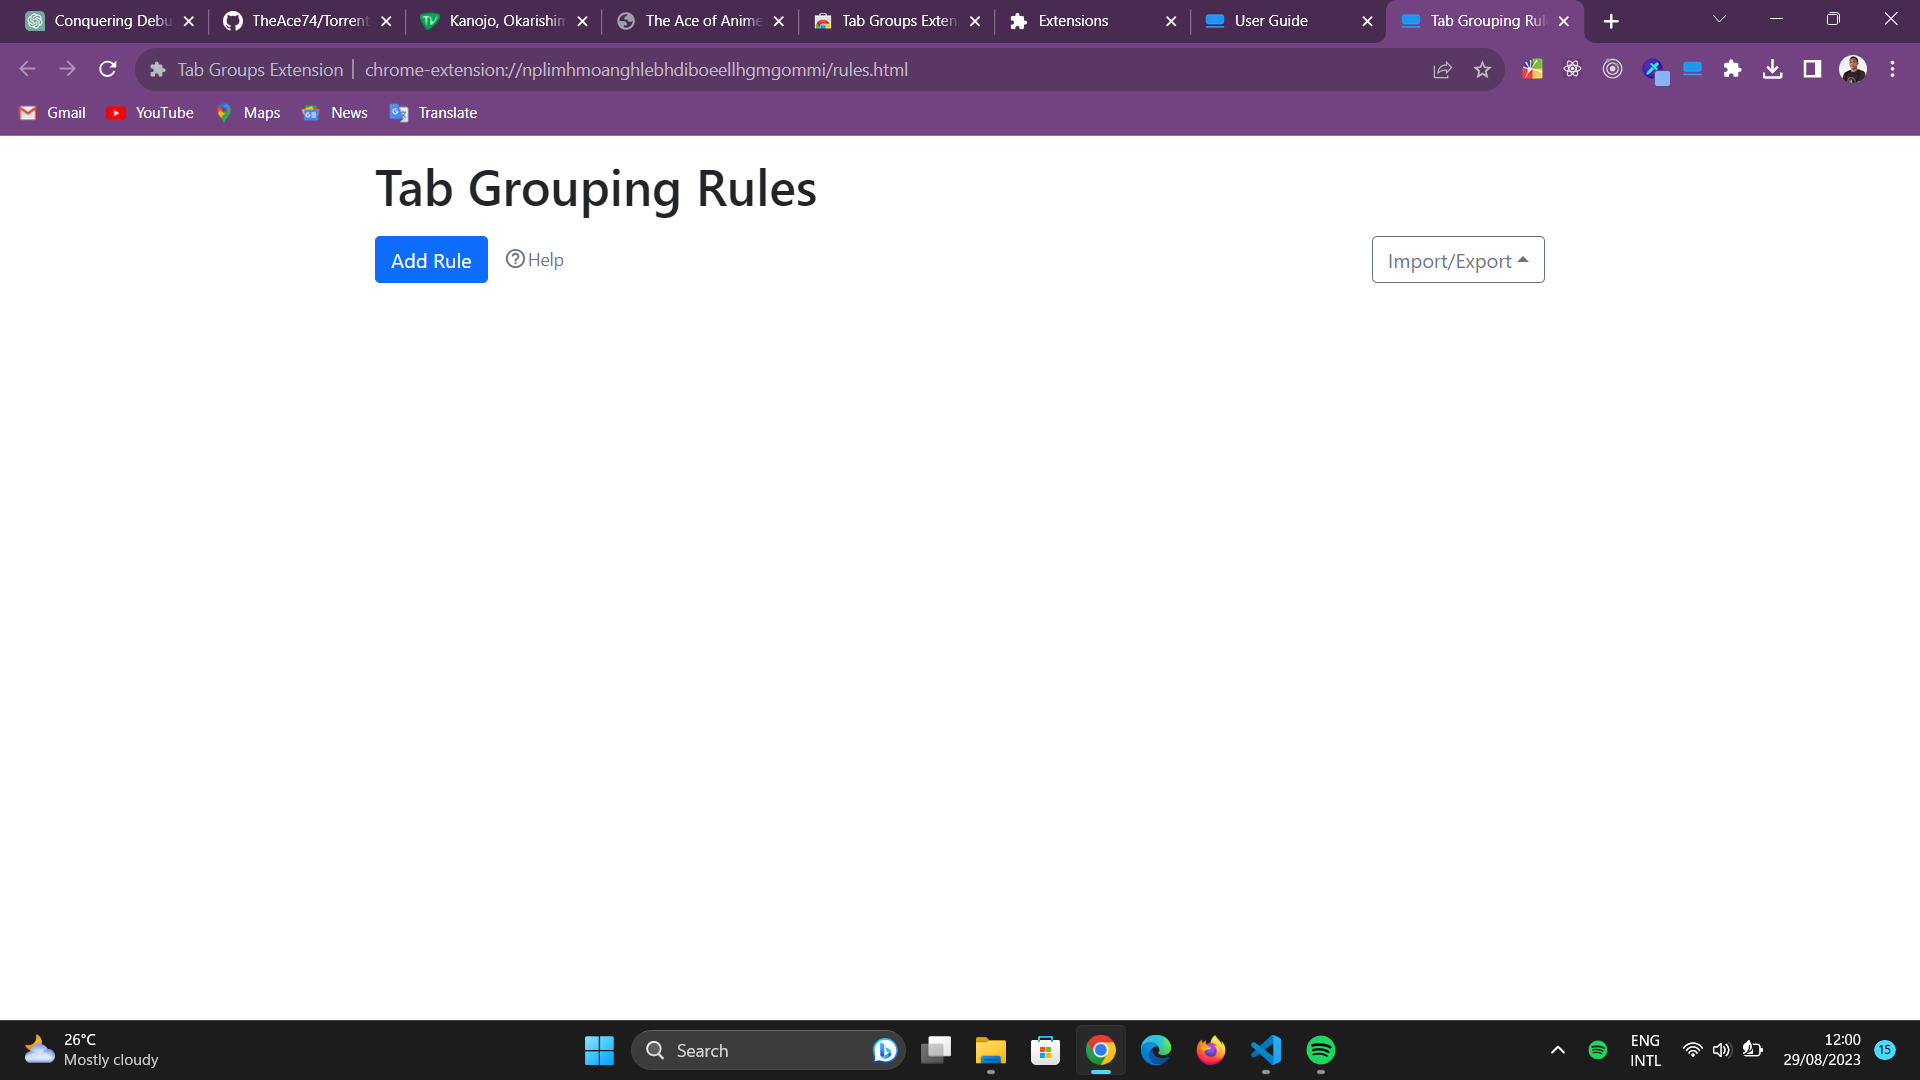 Conquering Debu
TheAce74/Torrent
Kanojo, Okarishim
The Ace of Anime
Tab Groups Exten
Extensions
User Guide
Tab Grouping Rul
Tab Groups Extension
chrome-extension://nplimhmoanghlebhdiboeellhgmgommi/rules.html
Gmail
YouTube
Maps
News
Translate
Tab Grouping Rules
Add Rule
Help
Import/Export
26°C
Mostly cloudy
Search
ENG
INTL
12:00
29/08/2023
15